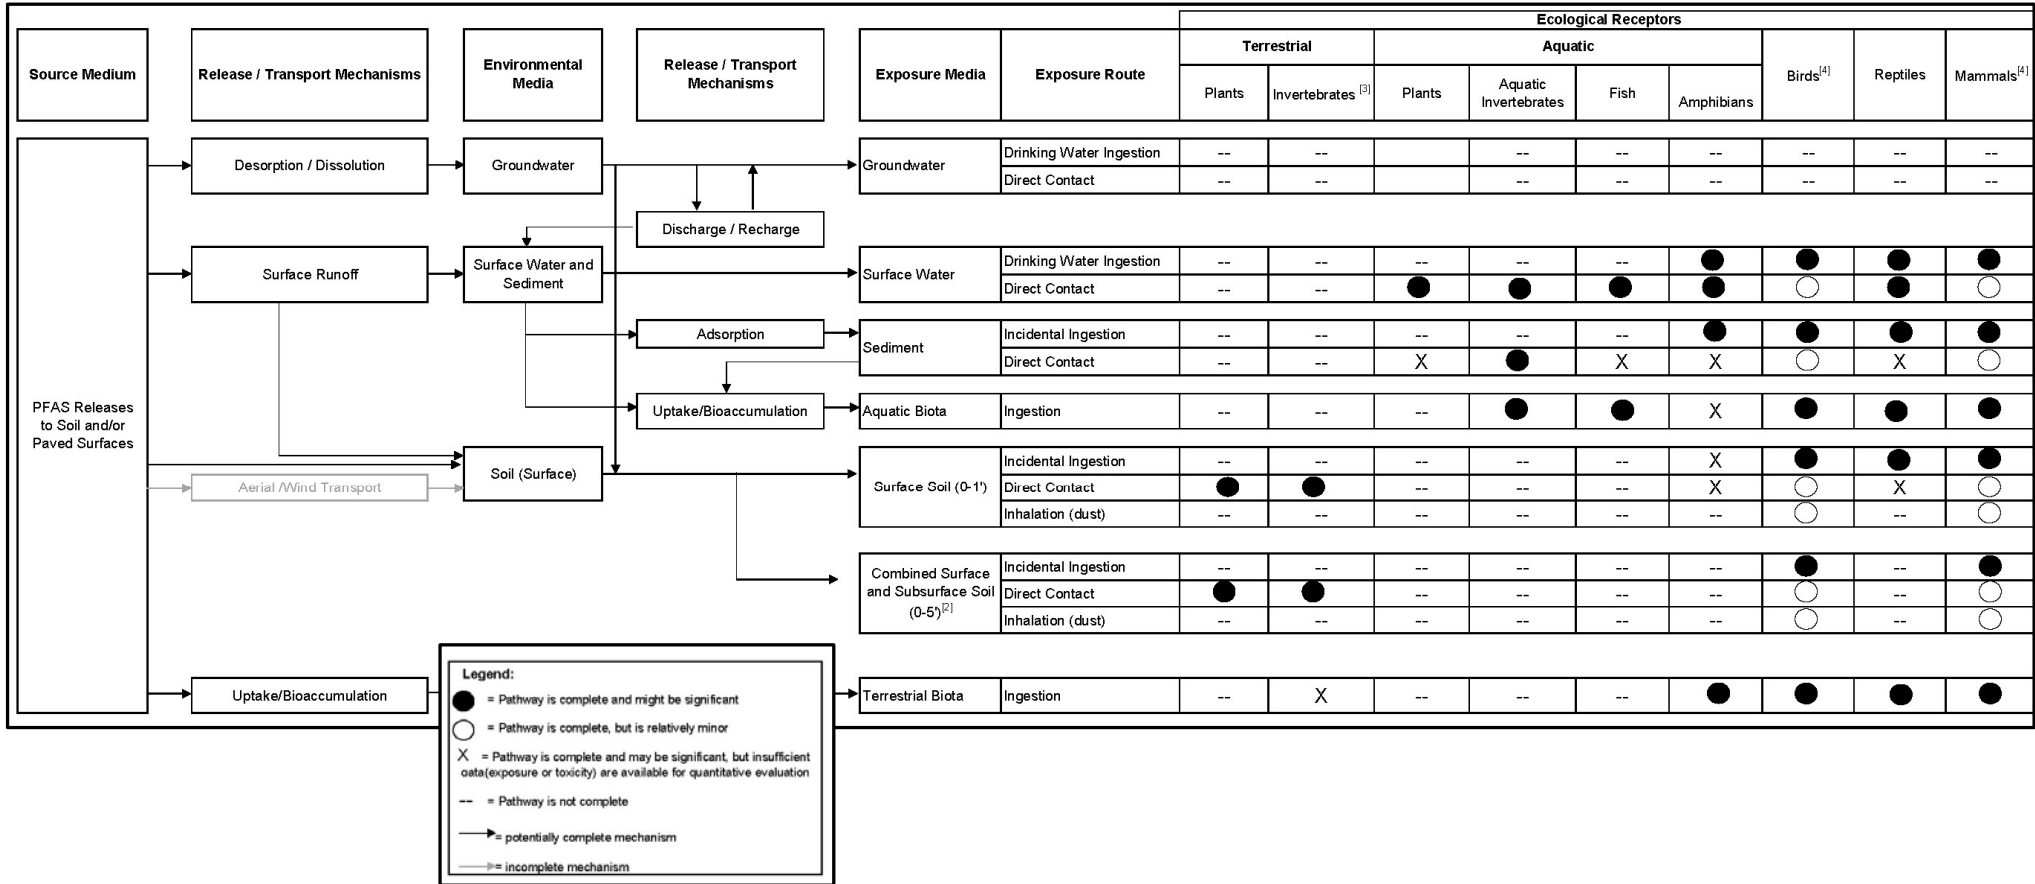 Ecological Receptors
Source Medium
Release / Transport Mechanisms
Environmental
Media
Release / Transport
Mechanisms
Exposure Media
Exposure Route
Terrestrial
Aquatic
Plants
Invertebrates [3]
Plants
Aquatic
Invertebrates
Fish
Amphibians
Birds[4]
Reptiles
Mammals[4]
PFAS Releases
to Soil and/or
Paved Surfaces
Desorption / Dissolution
Groundwater
Groundwater
Drinking Water Ingestion -- -- -- -- -- -- -- --
Direct Contact -- -- -- -- -- -- -- --
Discharge / Recharge
Surface Runoff
Surface Water and
Sediment
Surface Water
Drinking Water Ingestion -- -- -- -- --
Direct Contact -- --
Adsorption
Sediment
Incidental Ingestion -- -- -- -- --
Direct Contact -- -- X X X X
Uptake/Bioaccumulation
Aquatic Biota
Ingestion -- -- -- X
Aerial /Wind Transport
Soil (Surface)
Surface Soil (0-1')
Incidental Ingestion -- -- -- -- -- X
Direct Contact -- -- -- X X
Inhalation (dust) -- -- -- -- -- -- --
Combined Surface
and Subsurface Soil
(0-5')[2]
Incidental Ingestion -- -- -- -- -- -- --
Direct Contact -- -- -- -- --
Inhalation (dust) -- -- -- -- -- -- --
Uptake/Bioaccumulation
Terrestrial Biota
Ingestion -- X -- -- --
Legend:
= Pathway is complete and might be significant
= Pathway is complete, but is relatively minor
X = Pathway is complete and may be significant, but insufficient
data(exposure or toxicity) are available for quantitative evaluation
-- = Pathway is not complete
= potentially complete mechanism
= incomplete mechanism